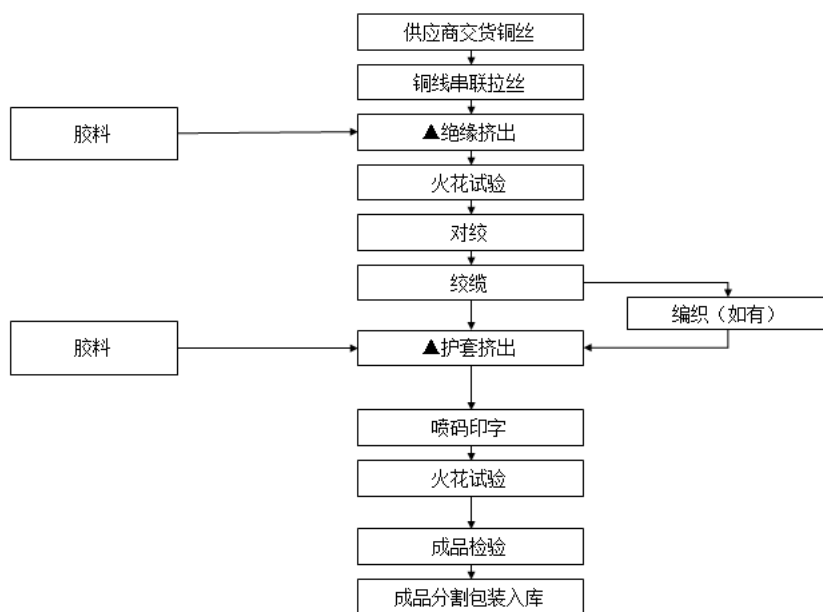 供应商交货铜丝
铜线串联拉丝
胶料
▲绝缘挤出
火花试验
对绞
绞缆
编织（如有）
胶料
▲护套挤出
喷码印字
火花试验
成品检验
成品分割包装入库